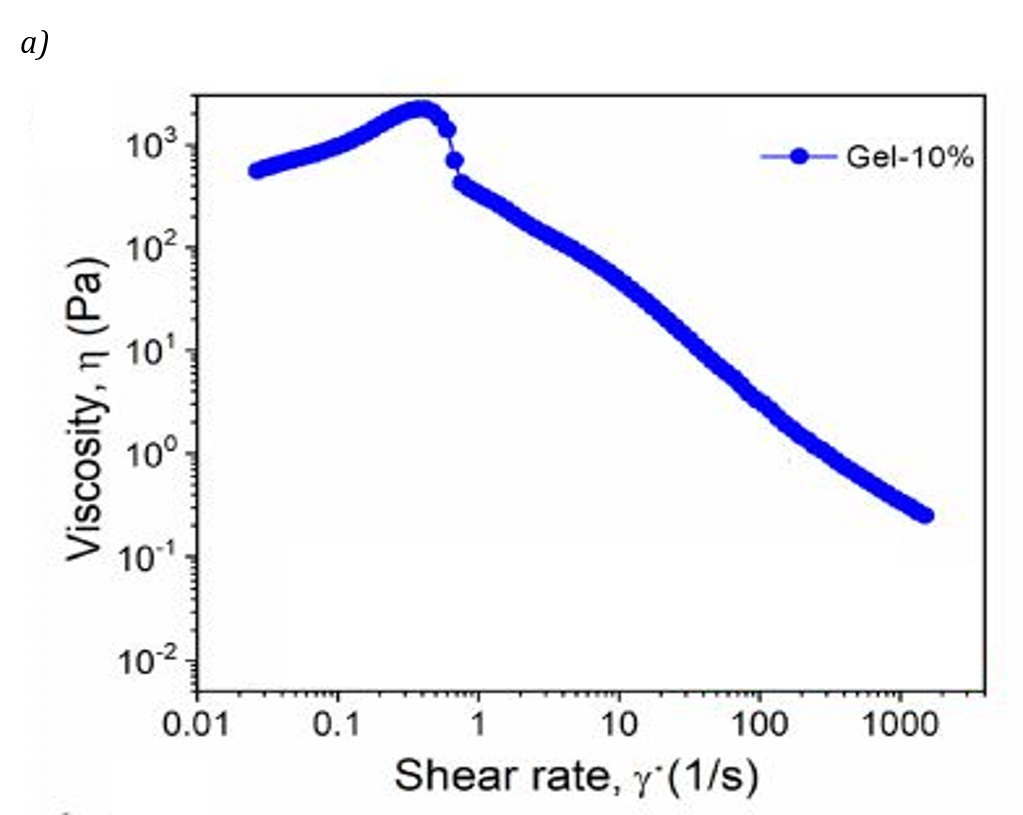 a)
Gel-10%
10³
10²
10¹
10⁰
10⁻¹
10⁻²
Viscosity, η (Pa)
0.01 0.1 1 10 100 1000
Shear rate, γ˙(1/s)